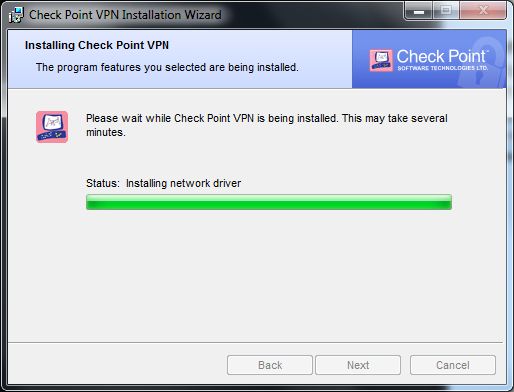 Check Point VPN Installation Wizard
Installing Check Point VPN
The program features you selected are being installed.
Check Point
SOFTWARE TECHNOLOGIES LTD.
Please wait while Check Point VPN is being installed. This may take several
minutes.
Status: Installing network driver
Back Next Cancel